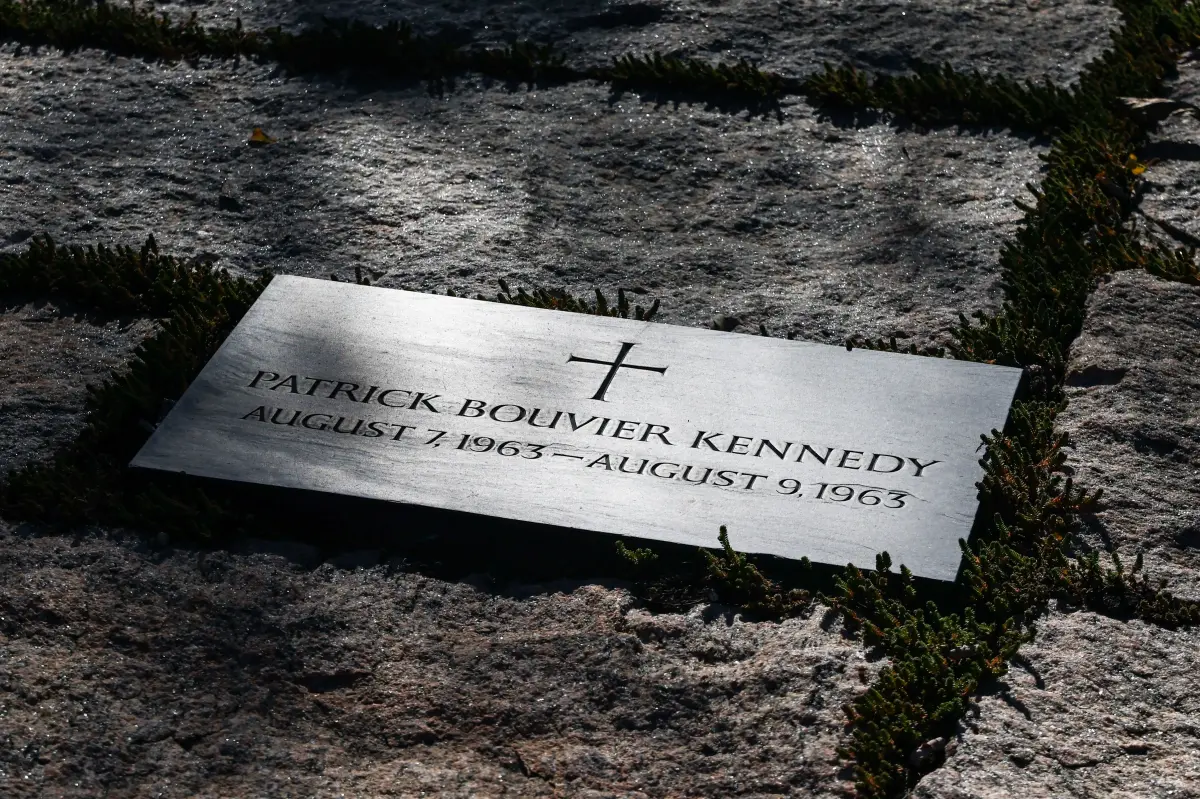 PATRICK BOUVIER KENNEDY
AUGUST 7, 1963—AUGUST 9, 1963